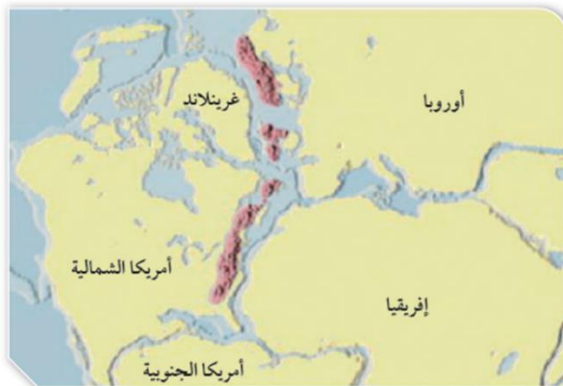 غرينلاند
أوروبا
أمريكا الشمالية
إفريقيا
أمريكا الجنوبية